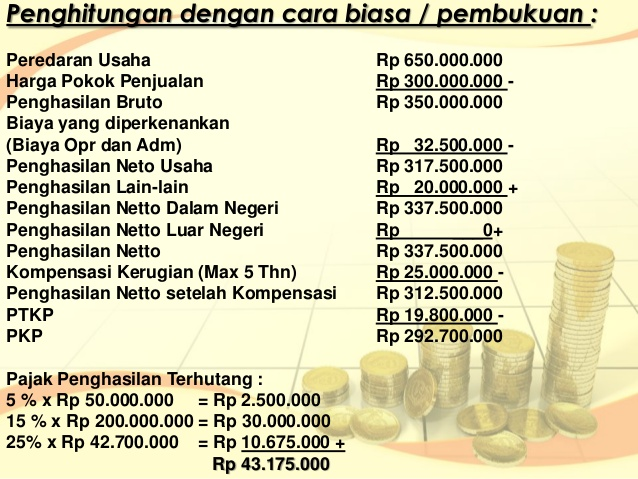 Penghitungan dengan cara biasa / pembukuan :
Peredaran Usaha Rp 650.000.000
Harga Pokok Penjualan Rp 300.000.000 -
Penghasilan Bruto Rp 350.000.000
Biaya yang diperkenankan
(Biaya Opr dan Adm) Rp 32.500.000 -
Penghasilan Neto Usaha Rp 317.500.000
Penghasilan Lain-lain Rp 20.000.000 +
Penghasilan Netto Dalam Negeri Rp 337.500.000
Penghasilan Netto Luar Negeri Rp 0+
Penghasilan Netto Rp 337.500.000
Kompensasi Kerugian (Max 5 Thn) Rp 25.000.000 -
Penghasilan Netto setelah Kompensasi Rp 312.500.000
PTKP Rp 19.800.000 -
PKP Rp 292.700.000
Pajak Penghasilan Terhutang :
5 % x Rp 50.000.000 = Rp 2.500.000
15 % x Rp 200.000.000 = Rp 30.000.000
25% x Rp 42.700.000 = Rp 10.675.000 +
Rp 43.175.000